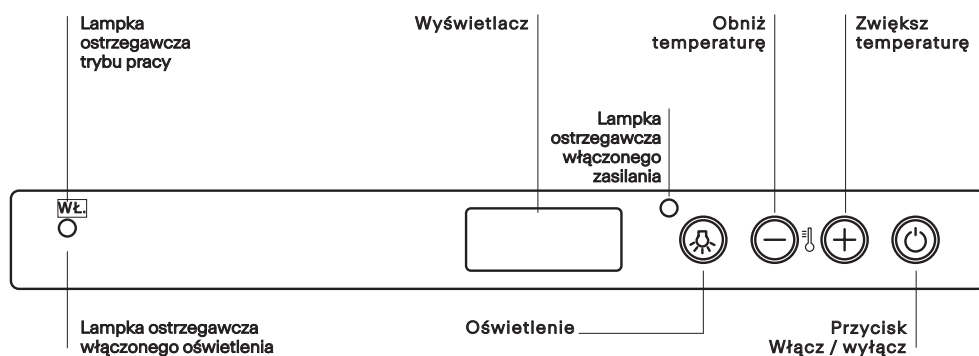 Lampka
ostrzegawcza
trybu pracy
Wyświetlacz
Obniż
temperaturę
Zwiększ
temperaturę
Lampka
ostrzegawcza
włączonego
zasilania
WŁ.
Lampka ostrzegawcza
włączonego oświetlenia
Oświetlenie
Przycisk
Włącz / wyłącz